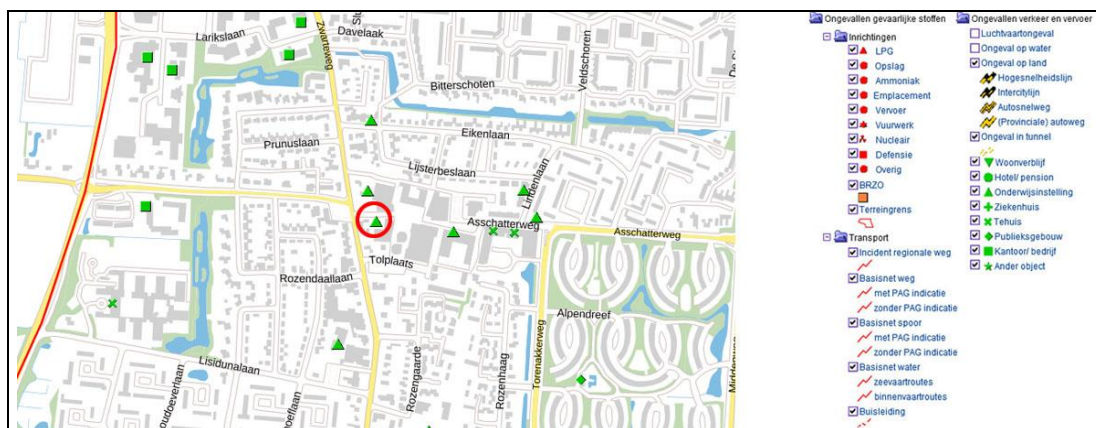 Larikslaan
Zwarteweg
Davelaak
Veldschoren
Bitterschoten
Eikenlaan
Prunuslaan
Lijsterbeslaan
Lindenlaan
Asschatterweg
Asschatterweg
Tolplaats
Rozendaallaan
Alpendreef
Torenakkerweg
Lisidunalaan
Rozengaarde
Rozenhaag
oudoeverlaan
oeflaan
Ongevallen gevaarlijke stoffen
Inrichtingen
LPG
Opslag
Ammoniak
Emplacement
Vervoer
Vuurwerk
Nucleair
Defensie
Overig
BRZO
Terreingrens
Transport
Incident regionale weg
Basisnet weg
met PAG indicatie
zonder PAG indicatie
Basisnet spoor
met PAG indicatie
zonder PAG indicatie
Basisnet water
zeevaartroutes
binnenvaartroutes
Buisleiding
Ongevallen verkeer en vervoer
Luchtvaartongeval
Ongeval op water
Ongeval op land
Hogesnelheidslijn
Intercitylijn
Autosnelweg
(Provinciale) autoweg
Ongeval in tunnel
Woonverblijf
Hotel/ pension
Onderwijsinstelling
Ziekenhuis
Tehuis
Publieksgebouw
Kantoor/ bedrijf
Ander object